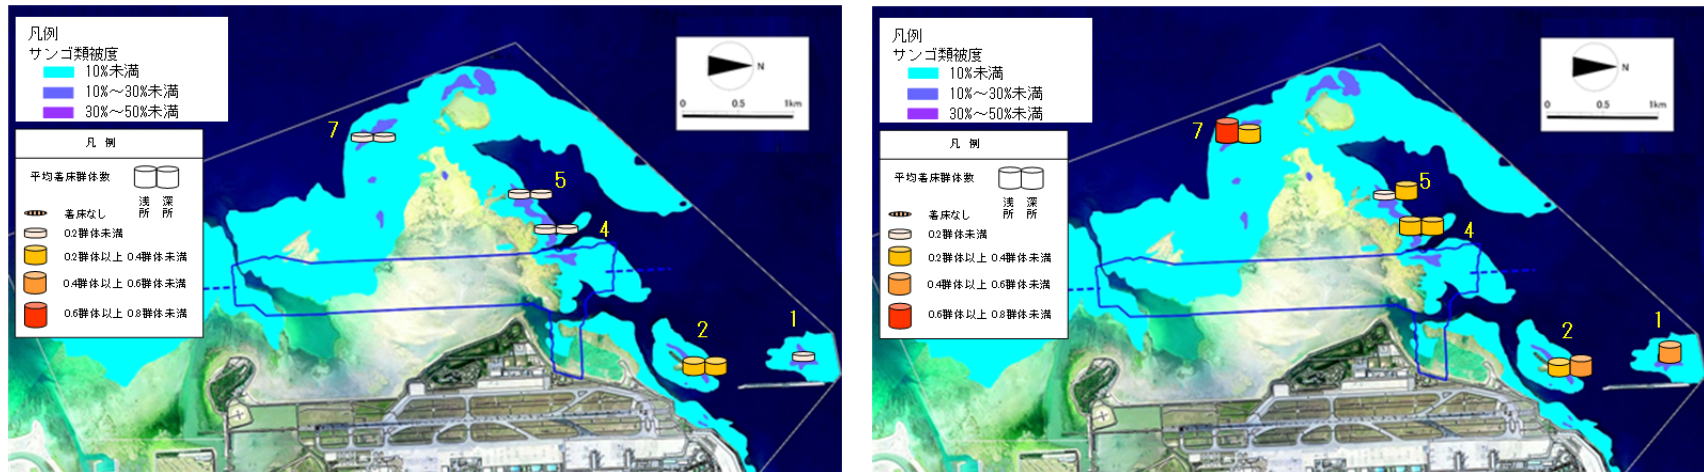 凡例
サンゴ類被度
10%未満
10%～30%未満
30%～50%未満
凡 例
平均着床群体数
浅所 深所
着床なし
0.2群体未満
0.2群体以上 0.4群体未満
0.4群体以上 0.6群体未満
0.6群体以上 0.8群体未満
N
0 0.5 1km
7
5
4
2
1
凡例
サンゴ類被度
10%未満
10%～30%未満
30%～50%未満
凡 例
平均着床群体数
浅所 深所
着床なし
0.2群体未満
0.2群体以上 0.4群体未満
0.4群体以上 0.6群体未満
0.6群体以上 0.8群体未満
N
0 0.5 1km
7
5
4
2
1